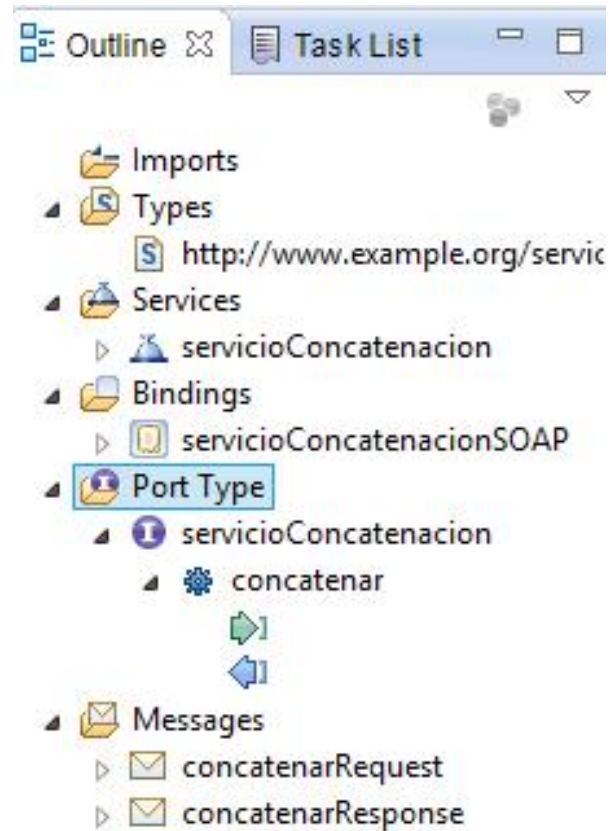 Outline Task List
Imports
Types
http://www.example.org/servic
Services
servicioConcatenacion
Bindings
servicioConcatenacionSOAP
Port Type
servicioConcatenacion
concatenar
Messages
concatenarRequest
concatenarResponse